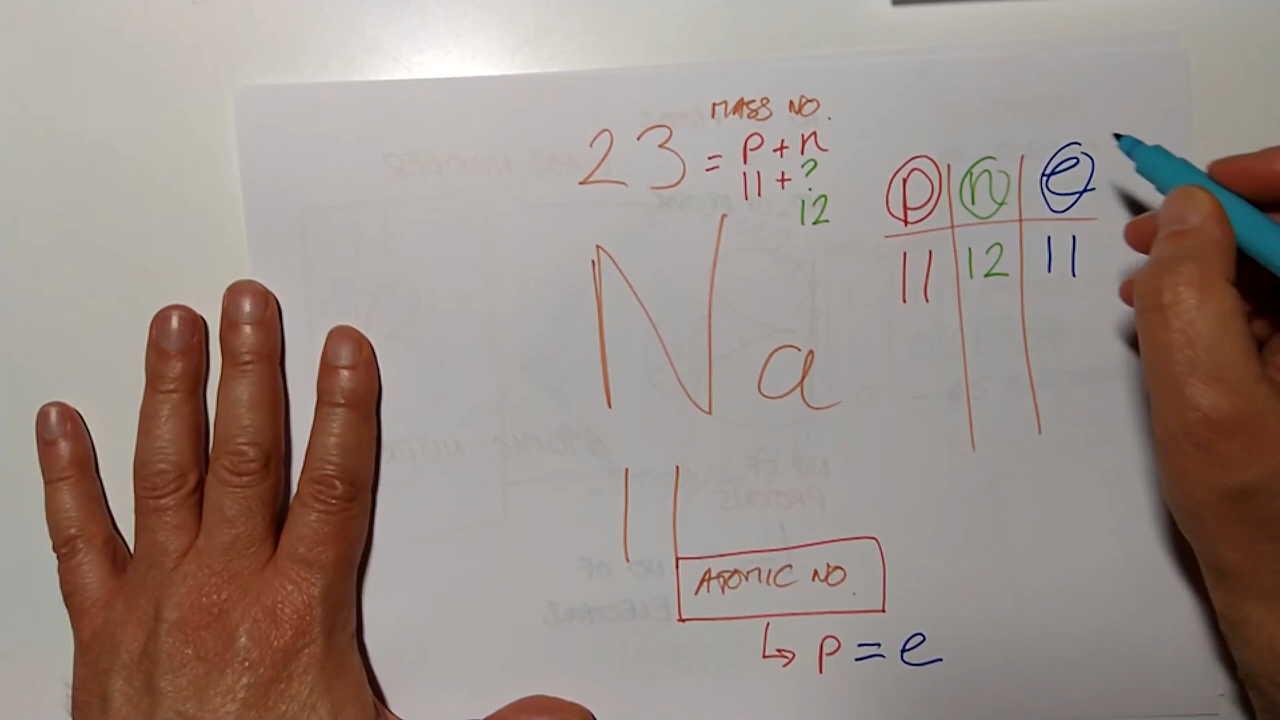 MASS NO.
23 = p + n
11 + ?
12
Na
11
ATOMIC NO.
↳ p = e
p n e
11 12 11